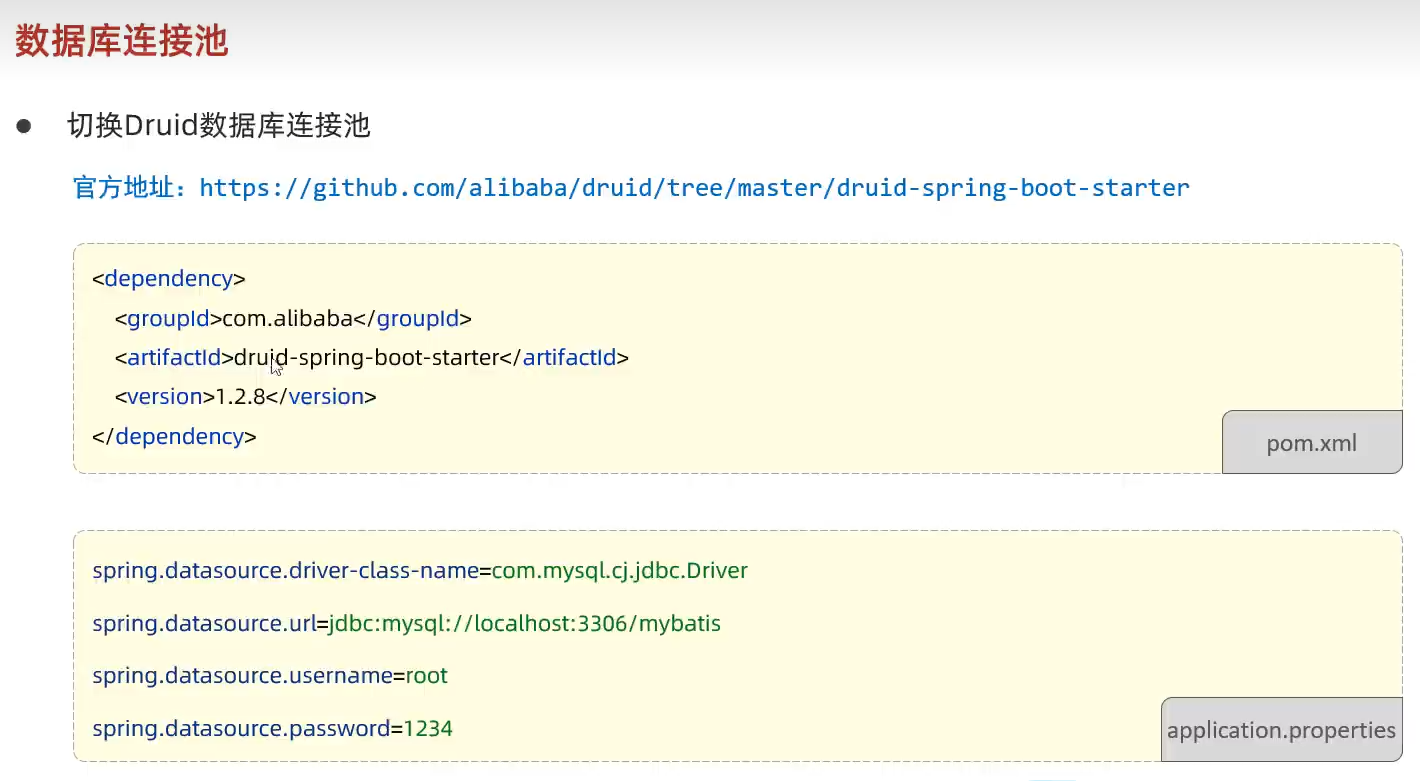 数据库连接池
● 切换Druid数据库连接池
官方地址：https://github.com/alibaba/druid/tree/master/druid-spring-boot-starter
<dependency>
<groupId>com.alibaba</groupId>
<artifactId>druid-spring-boot-starter</artifactId>
<version>1.2.8</version>
</dependency>
pom.xml
spring.datasource.driver-class-name=com.mysql.cj.jdbc.Driver
spring.datasource.url=jdbc:mysql://localhost:3306/mybatis
spring.datasource.username=root
spring.datasource.password=1234
application.properties